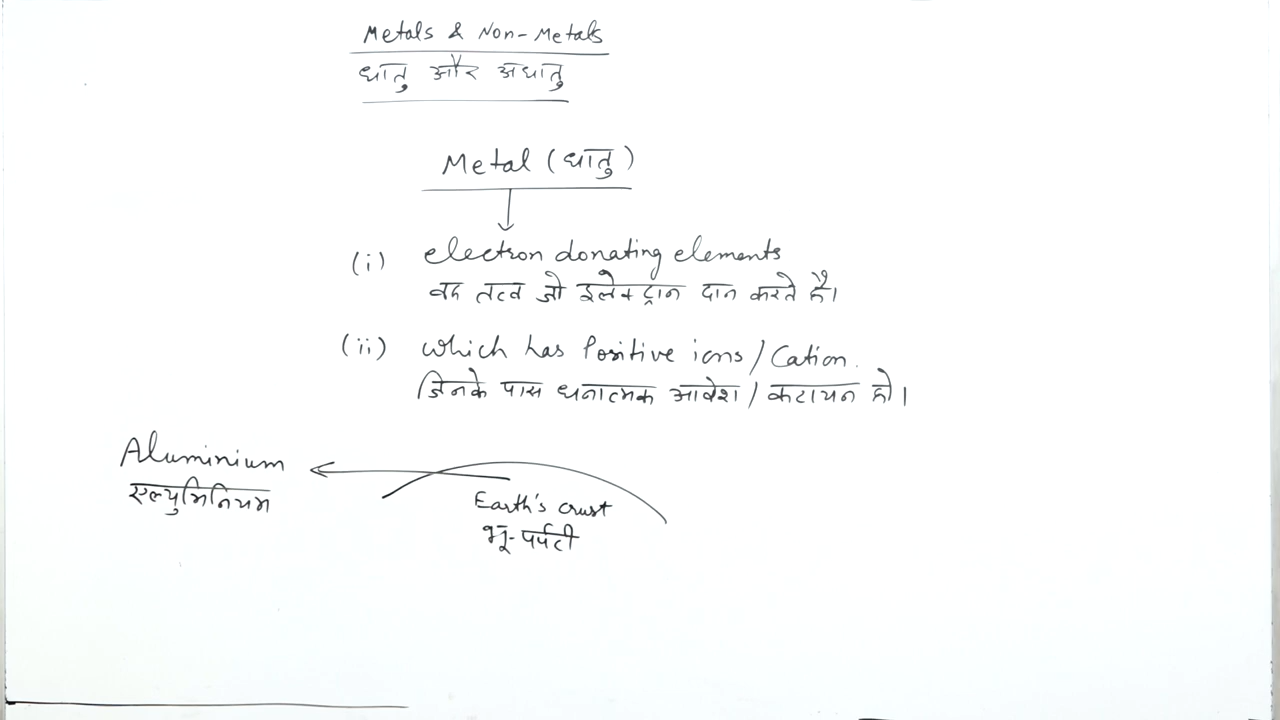 Metals & Non-Metals
धातु और अधातु
Metal (धातु)
(i) electron donating elements
वह तत्व जो इलेक्ट्रान दान करते है।
(ii) which has Positive ions / Cation.
जिनके पास धनात्मक आवेश / कटायन हो।
Aluminium
एल्युमिनियम
Earth's crust
भू-पर्पटी